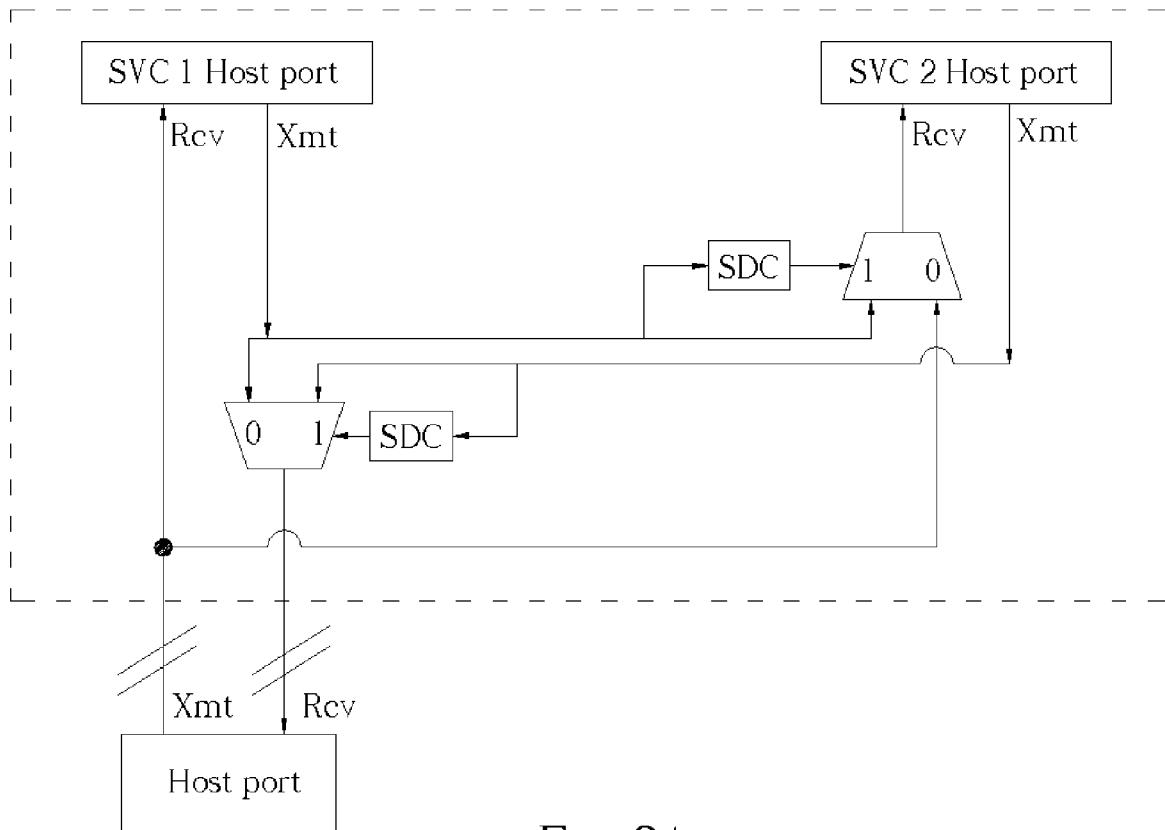 SVC 1 Host port
SVC 2 Host port
Rcv
Xmt
Rcv
Xmt
SDC
1
0
0
1
SDC
Xmt
Rcv
Host port